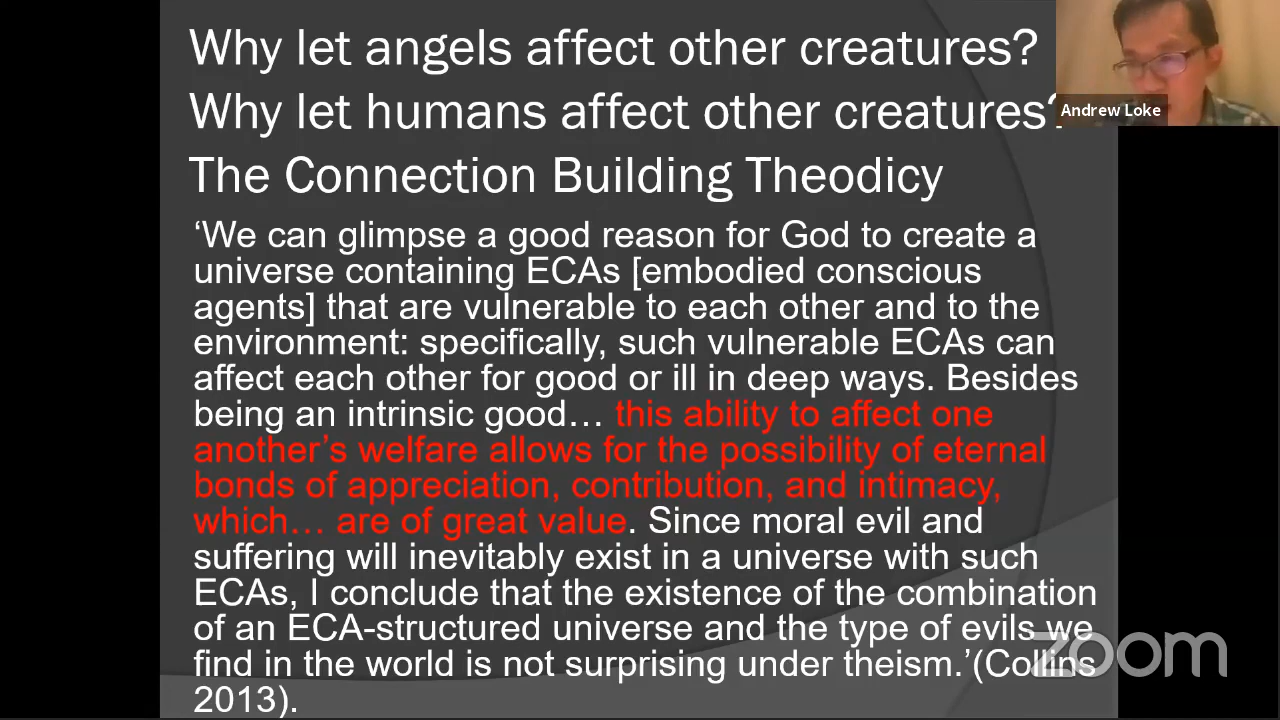 Why let angels affect other creatures?
Why let humans affect other creatures?
Andrew Loke
The Connection Building Theodicy
‘We can glimpse a good reason for God to create a
universe containing ECAs [embodied conscious
agents] that are vulnerable to each other and to the
environment: specifically, such vulnerable ECAs can
affect each other for good or ill in deep ways. Besides
being an intrinsic good… this ability to affect one
another’s welfare allows for the possibility of eternal
bonds of appreciation, contribution, and intimacy,
which… are of great value. Since moral evil and
suffering will inevitably exist in a universe with such
ECAs, I conclude that the existence of the combination
of an ECA-structured universe and the type of evils we
find in the world is not surprising under theism.’(Collins
2013).
zoom